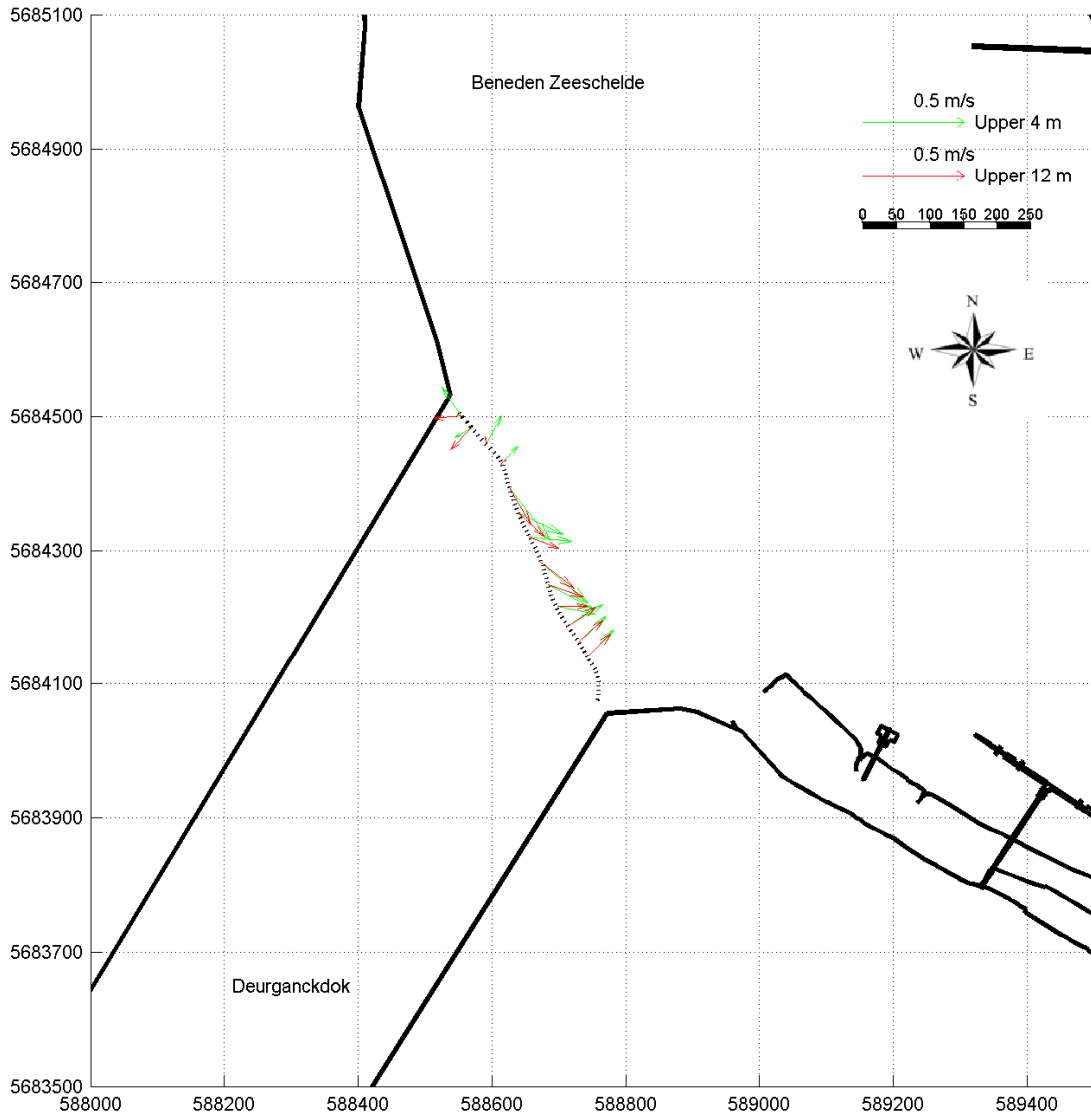 5685100
Beneden Zeeschelde
0.5 m/s
Upper 4 m
5684900
0.5 m/s
Upper 12 m
0 50 100 150 200 250
5684700
N
W E
S
5684500
5684300
5684100
5683900
5683700
Deurganckdok
5683500
588000 588200 588400 588600 588800 589000 589200 589400